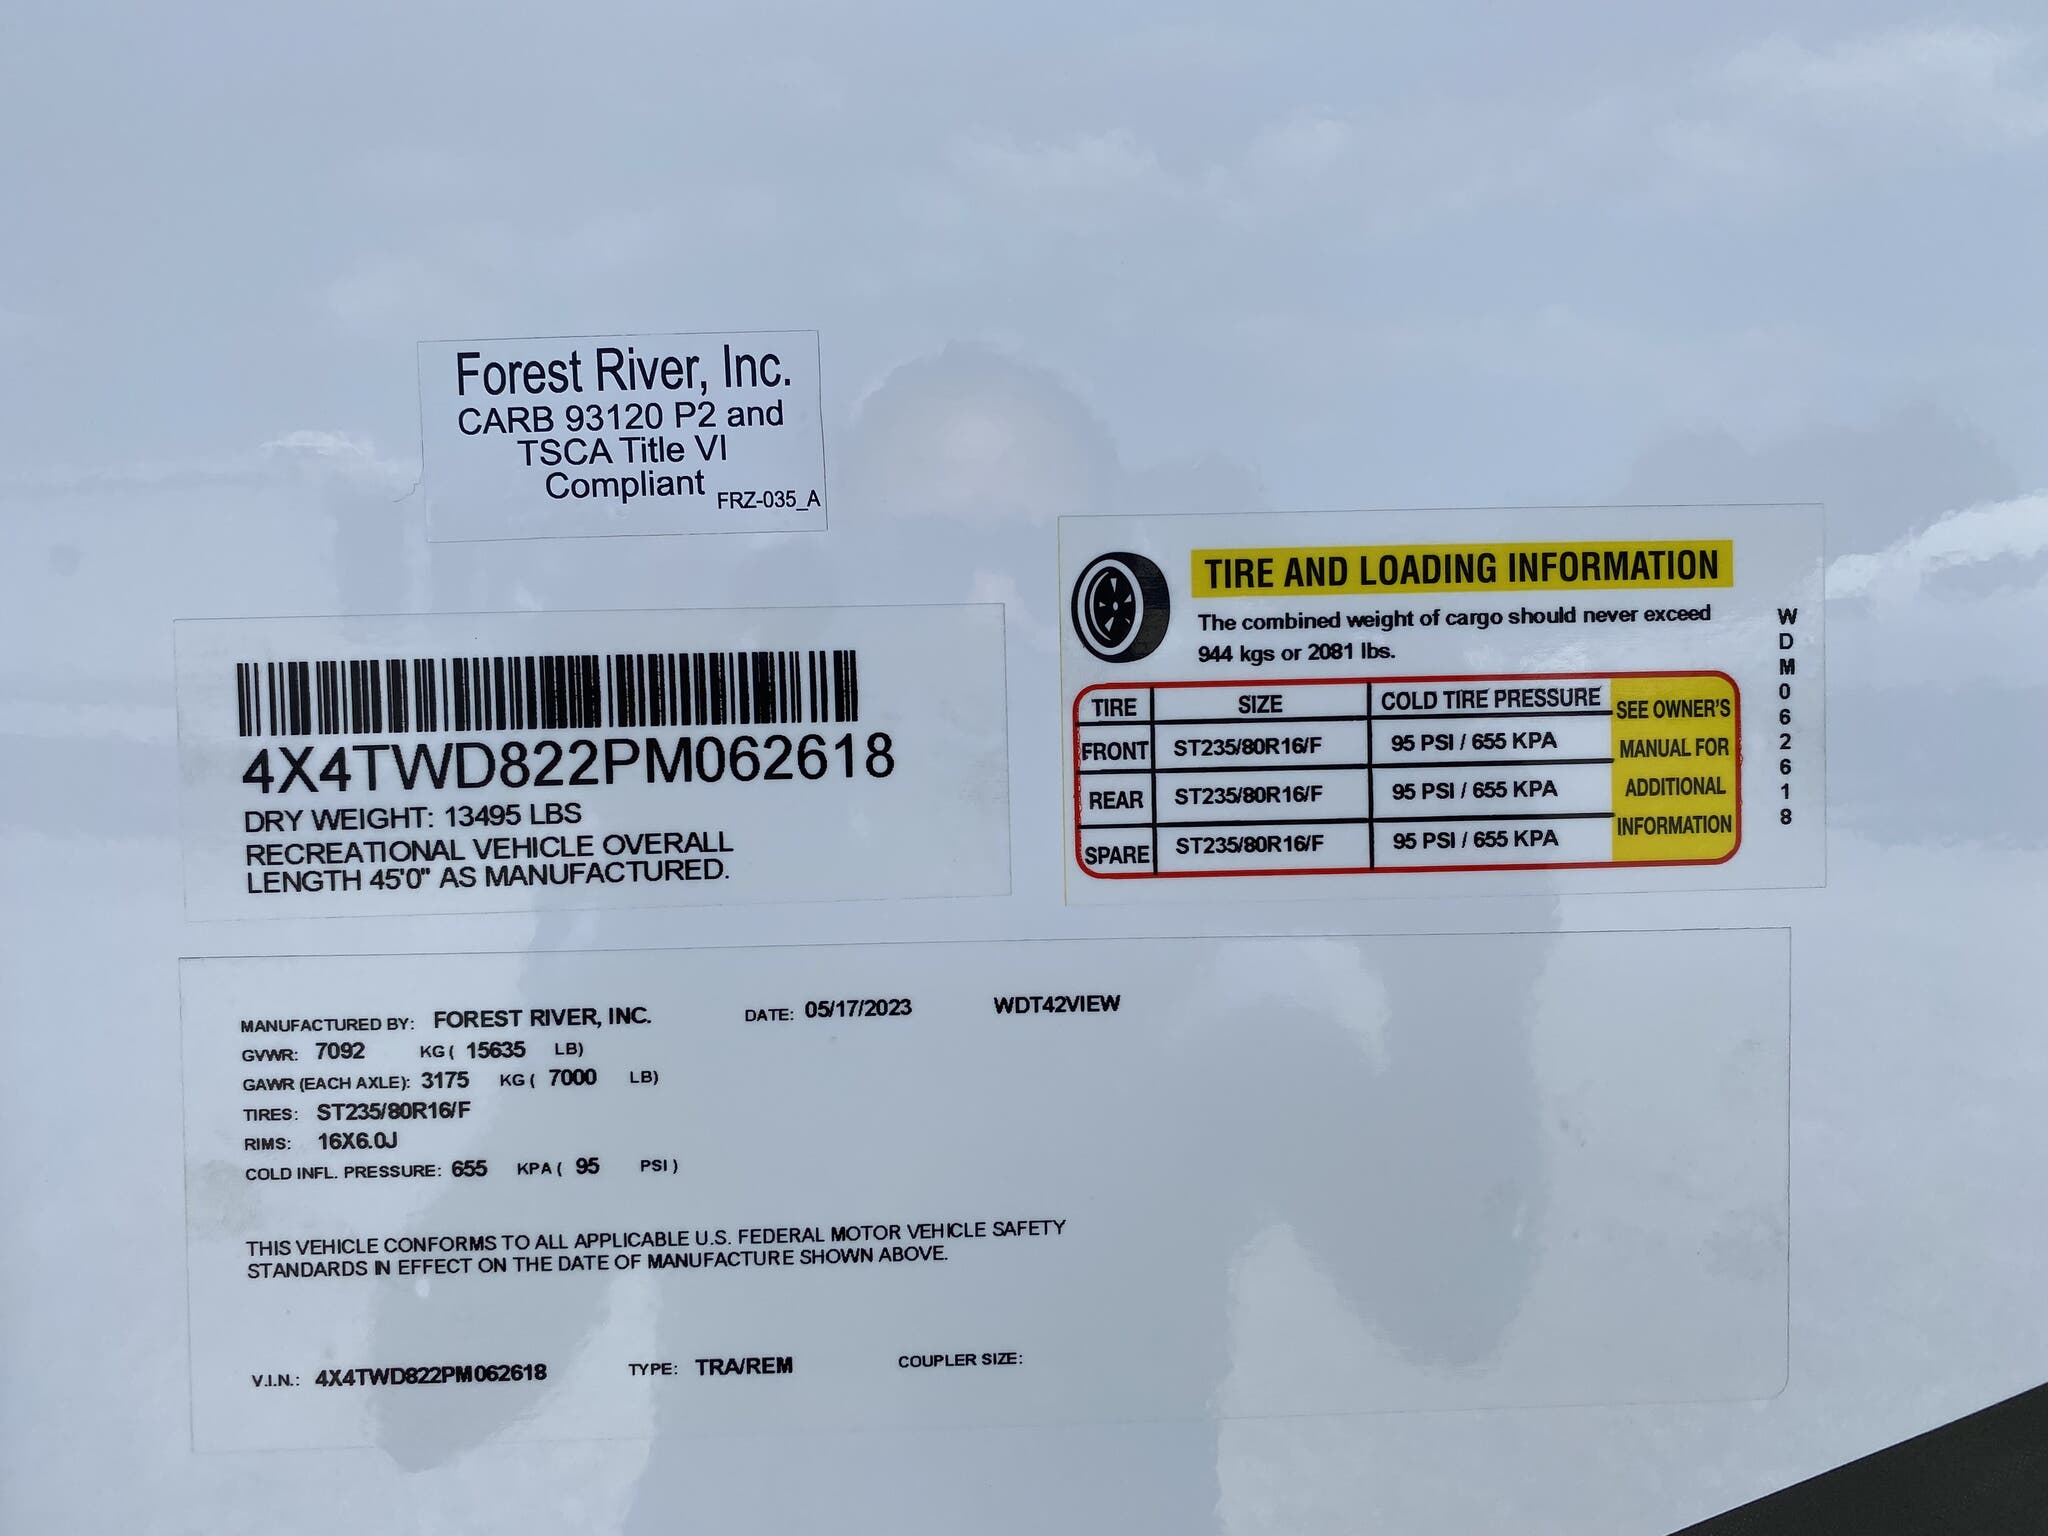 Forest River, Inc.
CARB 93120 P2 and
TSCA Title VI
Compliant FRZ-035_A
4X4TWD822PM062618
DRY WEIGHT: 13495 LBS
RECREATIONAL VEHICLE OVERALL
LENGTH 45'0" AS MANUFACTURED.
TIRE AND LOADING INFORMATION
The combined weight of cargo should never exceed
944 kgs or 2081 lbs.
TIRE SIZE COLD TIRE PRESSURE
FRONT ST235/80R16/F 95 PSI / 655 KPA
REAR ST235/80R16/F 95 PSI / 655 KPA
SPARE ST235/80R16/F 95 PSI / 655 KPA
SEE OWNER'S
MANUAL FOR
ADDITIONAL
INFORMATION
WDM062618
MANUFACTURED BY: FOREST RIVER, INC. DATE: 05/17/2023 WDT42VIEW
GVWR: 7092 KG ( 15635 LB)
GAWR (EACH AXLE): 3175 KG ( 7000 LB)
TIRES: ST235/80R16/F
RIMS: 16X6.0J
COLD INFL. PRESSURE: 655 KPA ( 95 PSI )
THIS VEHICLE CONFORMS TO ALL APPLICABLE U.S. FEDERAL MOTOR VEHICLE SAFETY
STANDARDS IN EFFECT ON THE DATE OF MANUFACTURE SHOWN ABOVE.
V.I.N.: 4X4TWD822PM062618 TYPE: TRA/REM COUPLER SIZE: